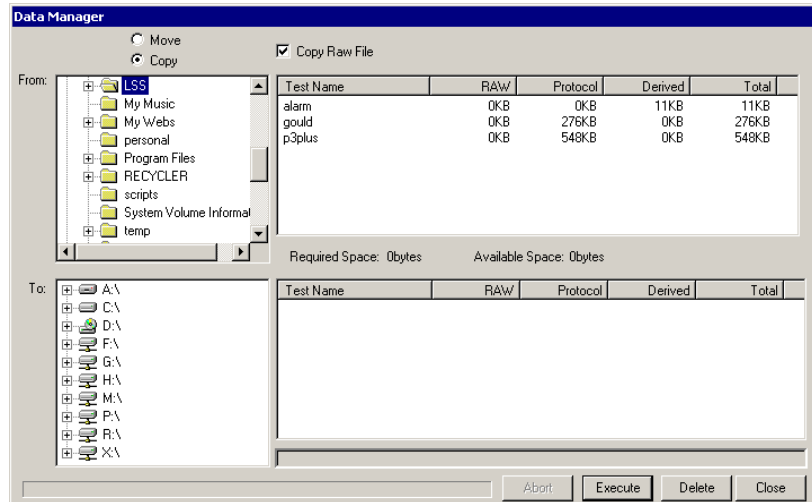 Data Manager
Move
Copy
Copy Raw File
From:
LSS
My Music
My Webs
personal
Program Files
RECYCLER
scripts
System Volume Informat
temp
Test Name RAW Protocol Derived Total
alarm 0KB 0KB 11KB 11KB
gould 0KB 276KB 0KB 276KB
p3plus 0KB 548KB 0KB 548KB
Required Space: 0bytes Available Space: 0bytes
To:
A:\
C:\
D:\
F:\
G:\
H:\
M:\
P:\
R:\
X:\
Test Name RAW Protocol Derived Total
Abort Execute Delete Close